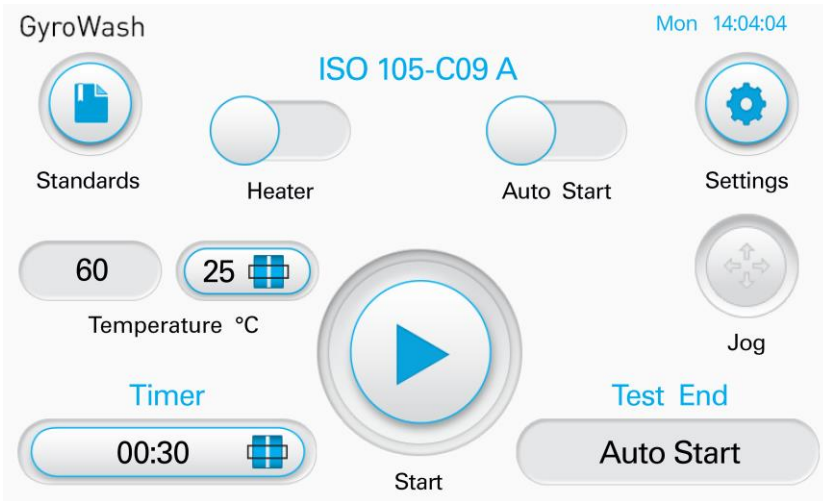 GyroWash
Mon 14:04:04
ISO 105-C09 A
Standards
Heater
Auto Start
Settings
60
25
Temperature °C
Jog
Timer
Test End
00:30
Auto Start
Start